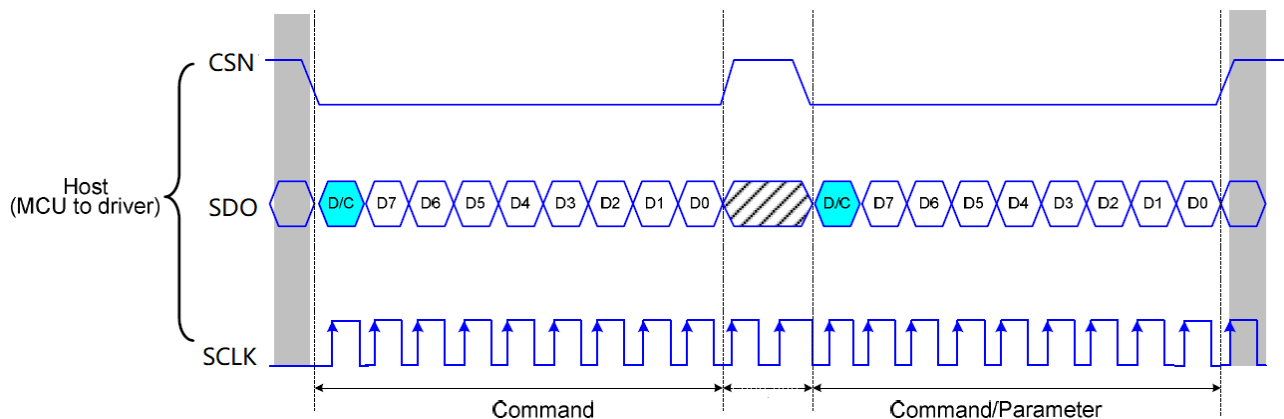 CSN
Host
(MCU to driver)
SDO
D/C D7 D6 D5 D4 D3 D2 D1 D0 D/C D7 D6 D5 D4 D3 D2 D1 D0
SCLK
Command
Command/Parameter